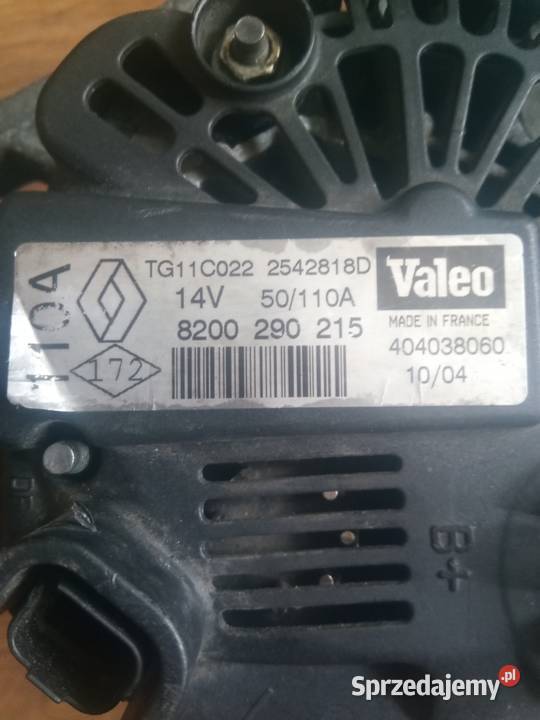 TG11C022 2542818D
14V 50/110A
8200 290 215
110A
172
Valeo
MADE IN FRANCE
404038060
10/04
B+
Sprzedajemy.pl